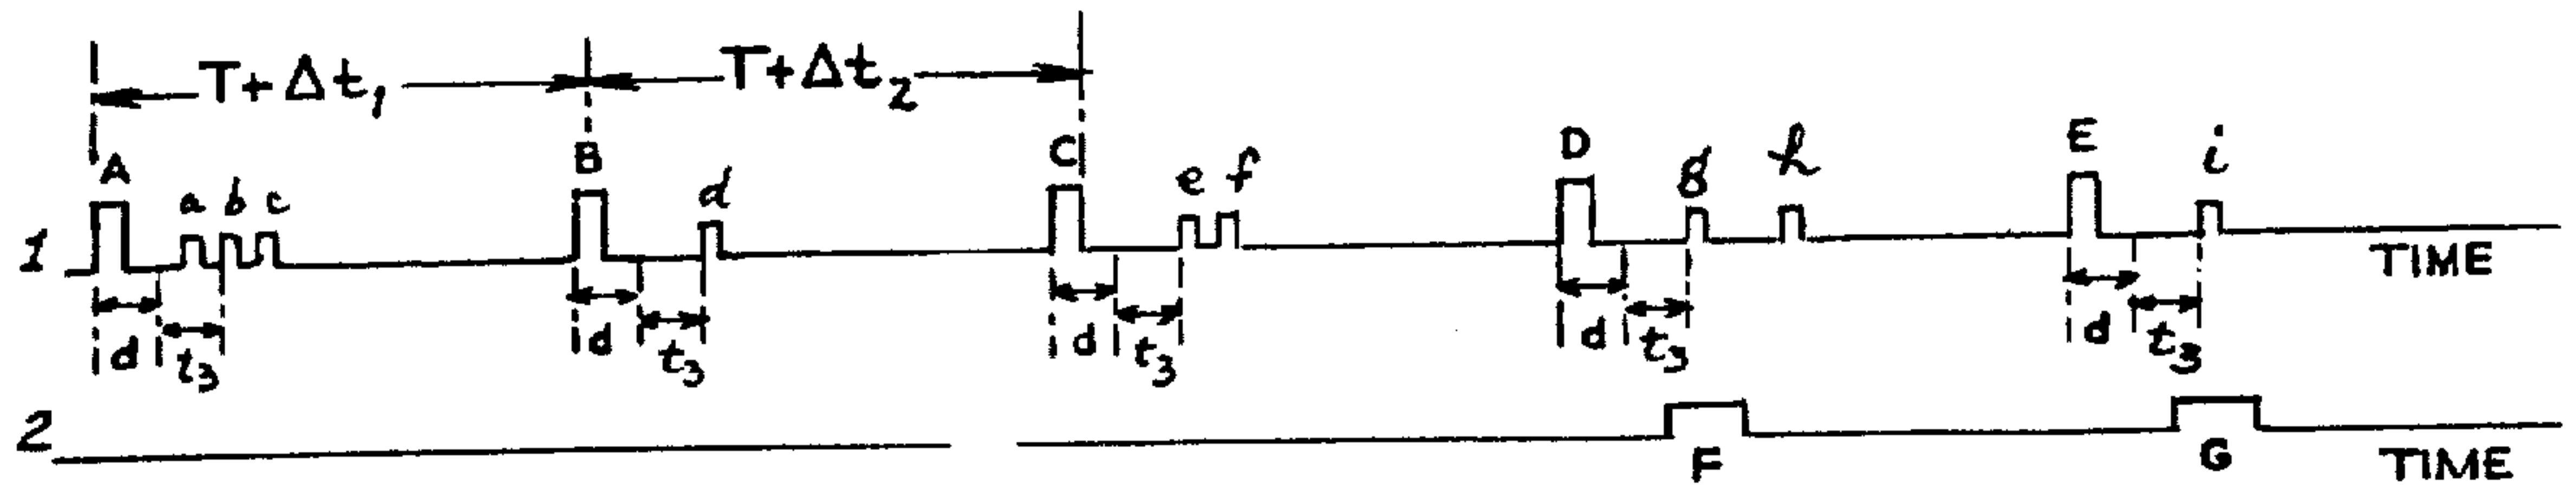 T+Δt₁ T+Δt₂
A a b c B d C e f D g h E i
1 TIME
d t₃ d t₃ d t₃ d t₃ d t₃
2 TIME
F G